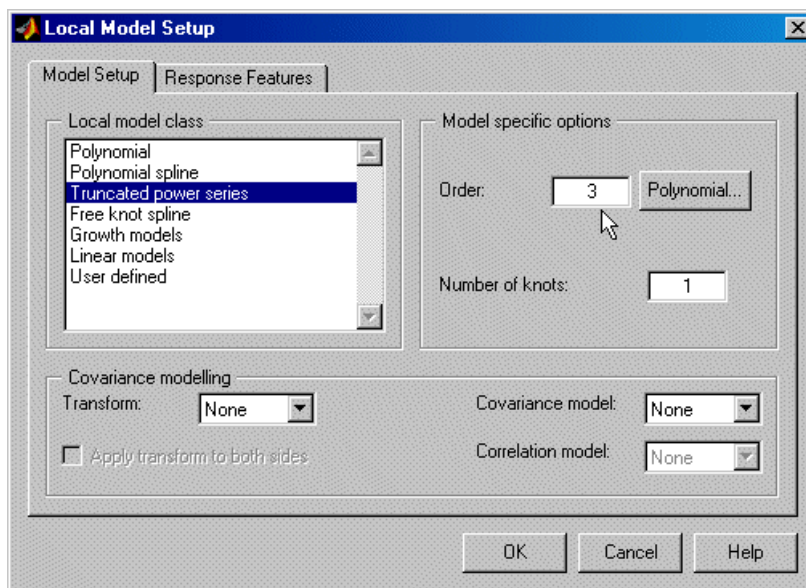 Local Model Setup
Model Setup
Response Features
Local model class
Polynomial
Polynomial spline
Truncated power series
Free knot spline
Growth models
Linear models
User defined
Model specific options
Order: 3 Polynomial...
Number of knots: 1
Covariance modelling
Transform: None
Apply transform to both sides
Covariance model: None
Correlation model: None
OK Cancel Help